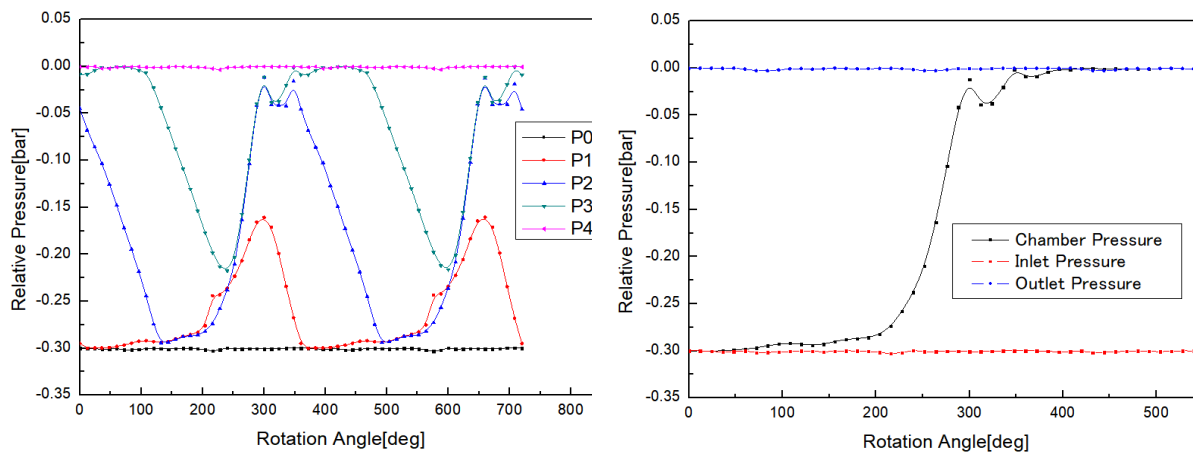 0.05
0.00
-0.05
-0.10
-0.15
-0.20
-0.25
-0.30
-0.35
Relative Pressure[bar]
0 100 200 300 400 500 600 700 800
Rotation Angle[deg]
P0
P1
P2
P3
P4
0.05
0.00
-0.05
-0.10
-0.15
-0.20
-0.25
-0.30
-0.35
Relative Pressure[bar]
0 100 200 300 400 500
Rotation Angle[deg]
Chamber Pressure
Inlet Pressure
Outlet Pressure